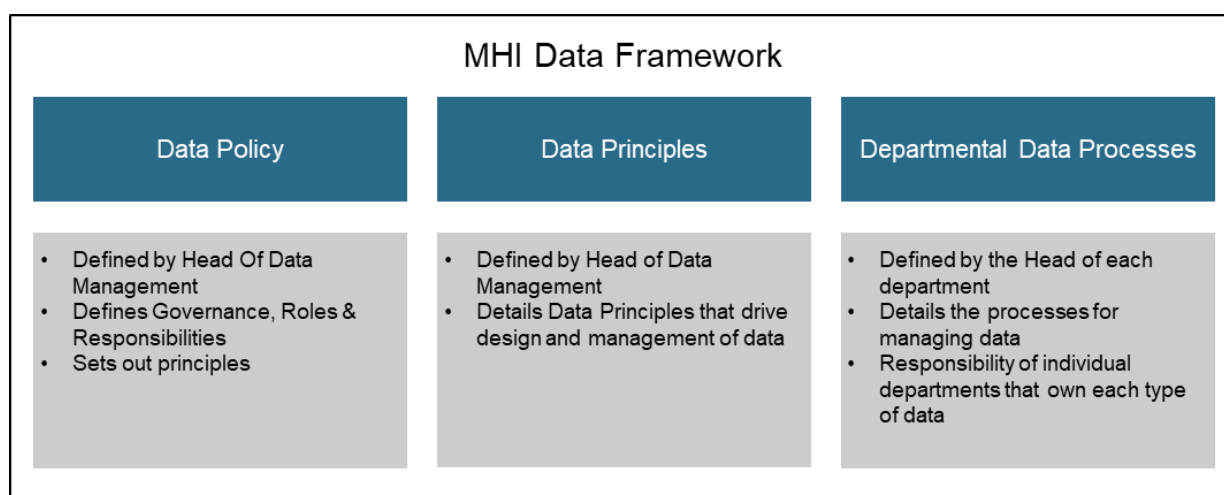 MHI Data Framework
Data Policy
• Defined by Head Of Data
Management
• Defines Governance, Roles &
Responsibilities
• Sets out principles
Data Principles
• Defined by Head of Data
Management
• Details Data Principles that drive
design and management of data
Departmental Data Processes
• Defined by the Head of each
department
• Details the processes for
managing data
• Responsibility of individual
departments that own each type
of data